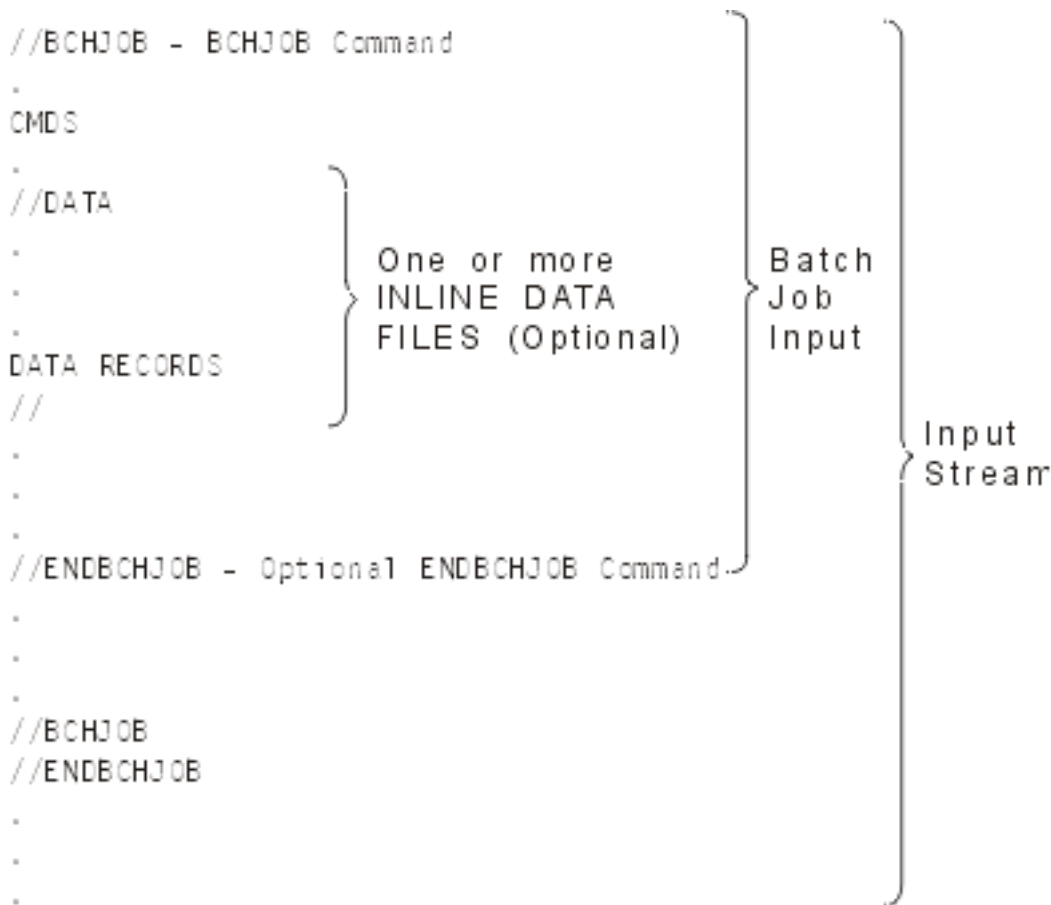 //BCHJOB - BCHJOB Command
.
CMDS
.
//DATA
.
.
.
DATA RECORDS
//
.
.
.
//ENDBCHJOB - Optional ENDBCHJOB Command
.
.
.
//BCHJOB
//ENDBCHJOB
.
.
.
One or more
INLINE DATA
FILES (Optional)
Batch
Job
Input
Input
Stream